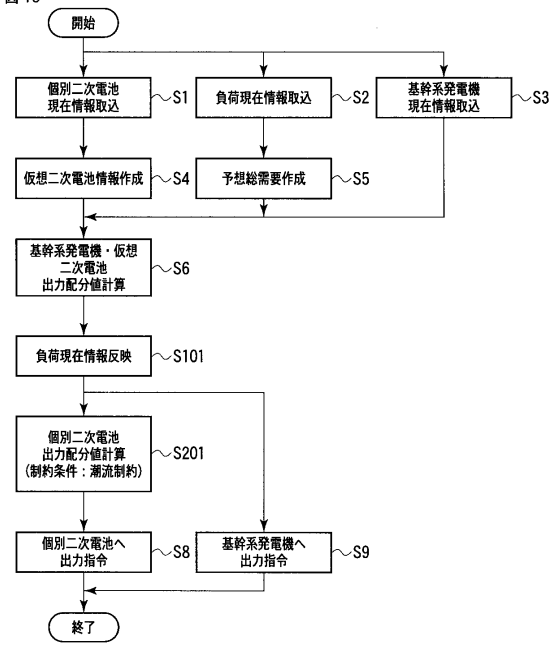 開始
個別二次電池
現在情報取込
S1
負荷現在情報取込
S2
基幹系発電機
現在情報取込
S3
仮想二次電池情報作成
S4
予想総需要作成
S5
基幹系発電機・仮想
二次電池
出力配分値計算
S6
負荷現在情報反映
S101
個別二次電池
出力配分値計算
(制約条件:潮流制約)
S201
個別二次電池へ
出力指令
S8
基幹系発電機へ
出力指令
S9
終了